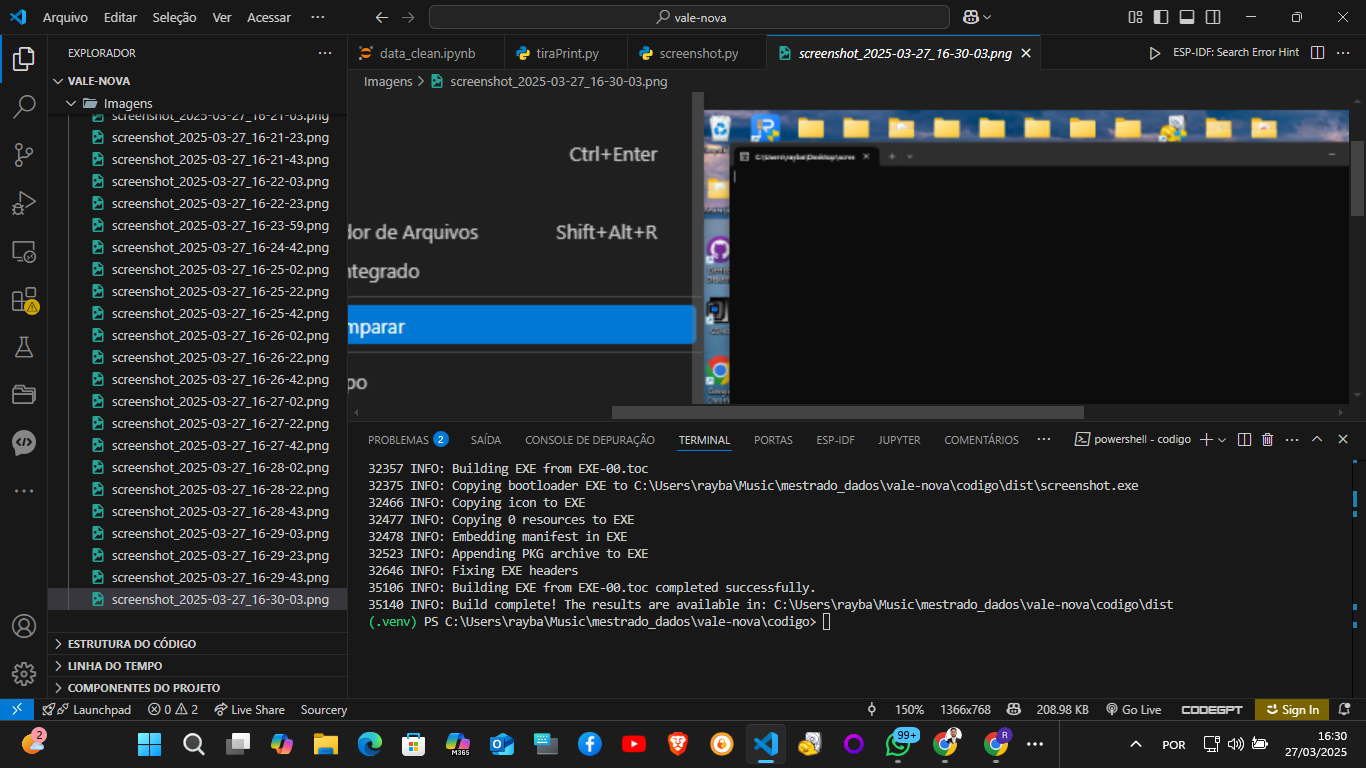 Arquivo Editar Seleção Ver Acessar ···
vale-nova
EXPLORADOR ···
VALE-NOVA
Imagens
screenshot_2025-03-27_16-21-03.png
screenshot_2025-03-27_16-21-23.png
screenshot_2025-03-27_16-21-43.png
screenshot_2025-03-27_16-22-03.png
screenshot_2025-03-27_16-22-23.png
screenshot_2025-03-27_16-23-59.png
screenshot_2025-03-27_16-24-42.png
screenshot_2025-03-27_16-25-02.png
screenshot_2025-03-27_16-25-22.png
screenshot_2025-03-27_16-25-42.png
screenshot_2025-03-27_16-26-02.png
screenshot_2025-03-27_16-26-22.png
screenshot_2025-03-27_16-26-42.png
screenshot_2025-03-27_16-27-02.png
screenshot_2025-03-27_16-27-22.png
screenshot_2025-03-27_16-27-42.png
screenshot_2025-03-27_16-28-02.png
screenshot_2025-03-27_16-28-22.png
screenshot_2025-03-27_16-28-43.png
screenshot_2025-03-27_16-29-03.png
screenshot_2025-03-27_16-29-23.png
screenshot_2025-03-27_16-29-43.png
screenshot_2025-03-27_16-30-03.png
ESTRUTURA DO CÓDIGO
LINHA DO TEMPO
COMPONENTES DO PROJETO
data_clean.ipynb tiraPrint.py screenshot.py screenshot_2025-03-27_16-30-03.png ESP-IDF: Search Error Hint ···
Imagens > screenshot_2025-03-27_16-30-03.png
Ctrl+Enter
dor de Arquivos Shift+Alt+R
ntegrado
mparar
po
C:\Users\rayba\Desktop\scree
PROBLEMAS 2 SAÍDA CONSOLE DE DEPURAÇÃO TERMINAL PORTAS ESP-IDF JUPYTER COMENTÁRIOS ··· powershell - codigo
32357 INFO: Building EXE from EXE-00.toc
32375 INFO: Copying bootloader EXE to C:\Users\rayba\Music\mestrado_dados\vale-nova\codigo\dist\screenshot.exe
32466 INFO: Copying icon to EXE
32477 INFO: Copying 0 resources to EXE
32478 INFO: Embedding manifest in EXE
32523 INFO: Appending PKG archive to EXE
32646 INFO: Fixing EXE headers
35106 INFO: Building EXE from EXE-00.toc completed successfully.
35140 INFO: Build complete! The results are available in: C:\Users\rayba\Music\mestrado_dados\vale-nova\codigo\dist
(.venv) PS C:\Users\rayba\Music\mestrado_dados\vale-nova\codigo>
Launchpad 0 2 Live Share Sourcery 150% 1366x768 208.98 KB Go Live CODEGPT Sign In
2 M365 99+ R POR 16:30
27/03/2025